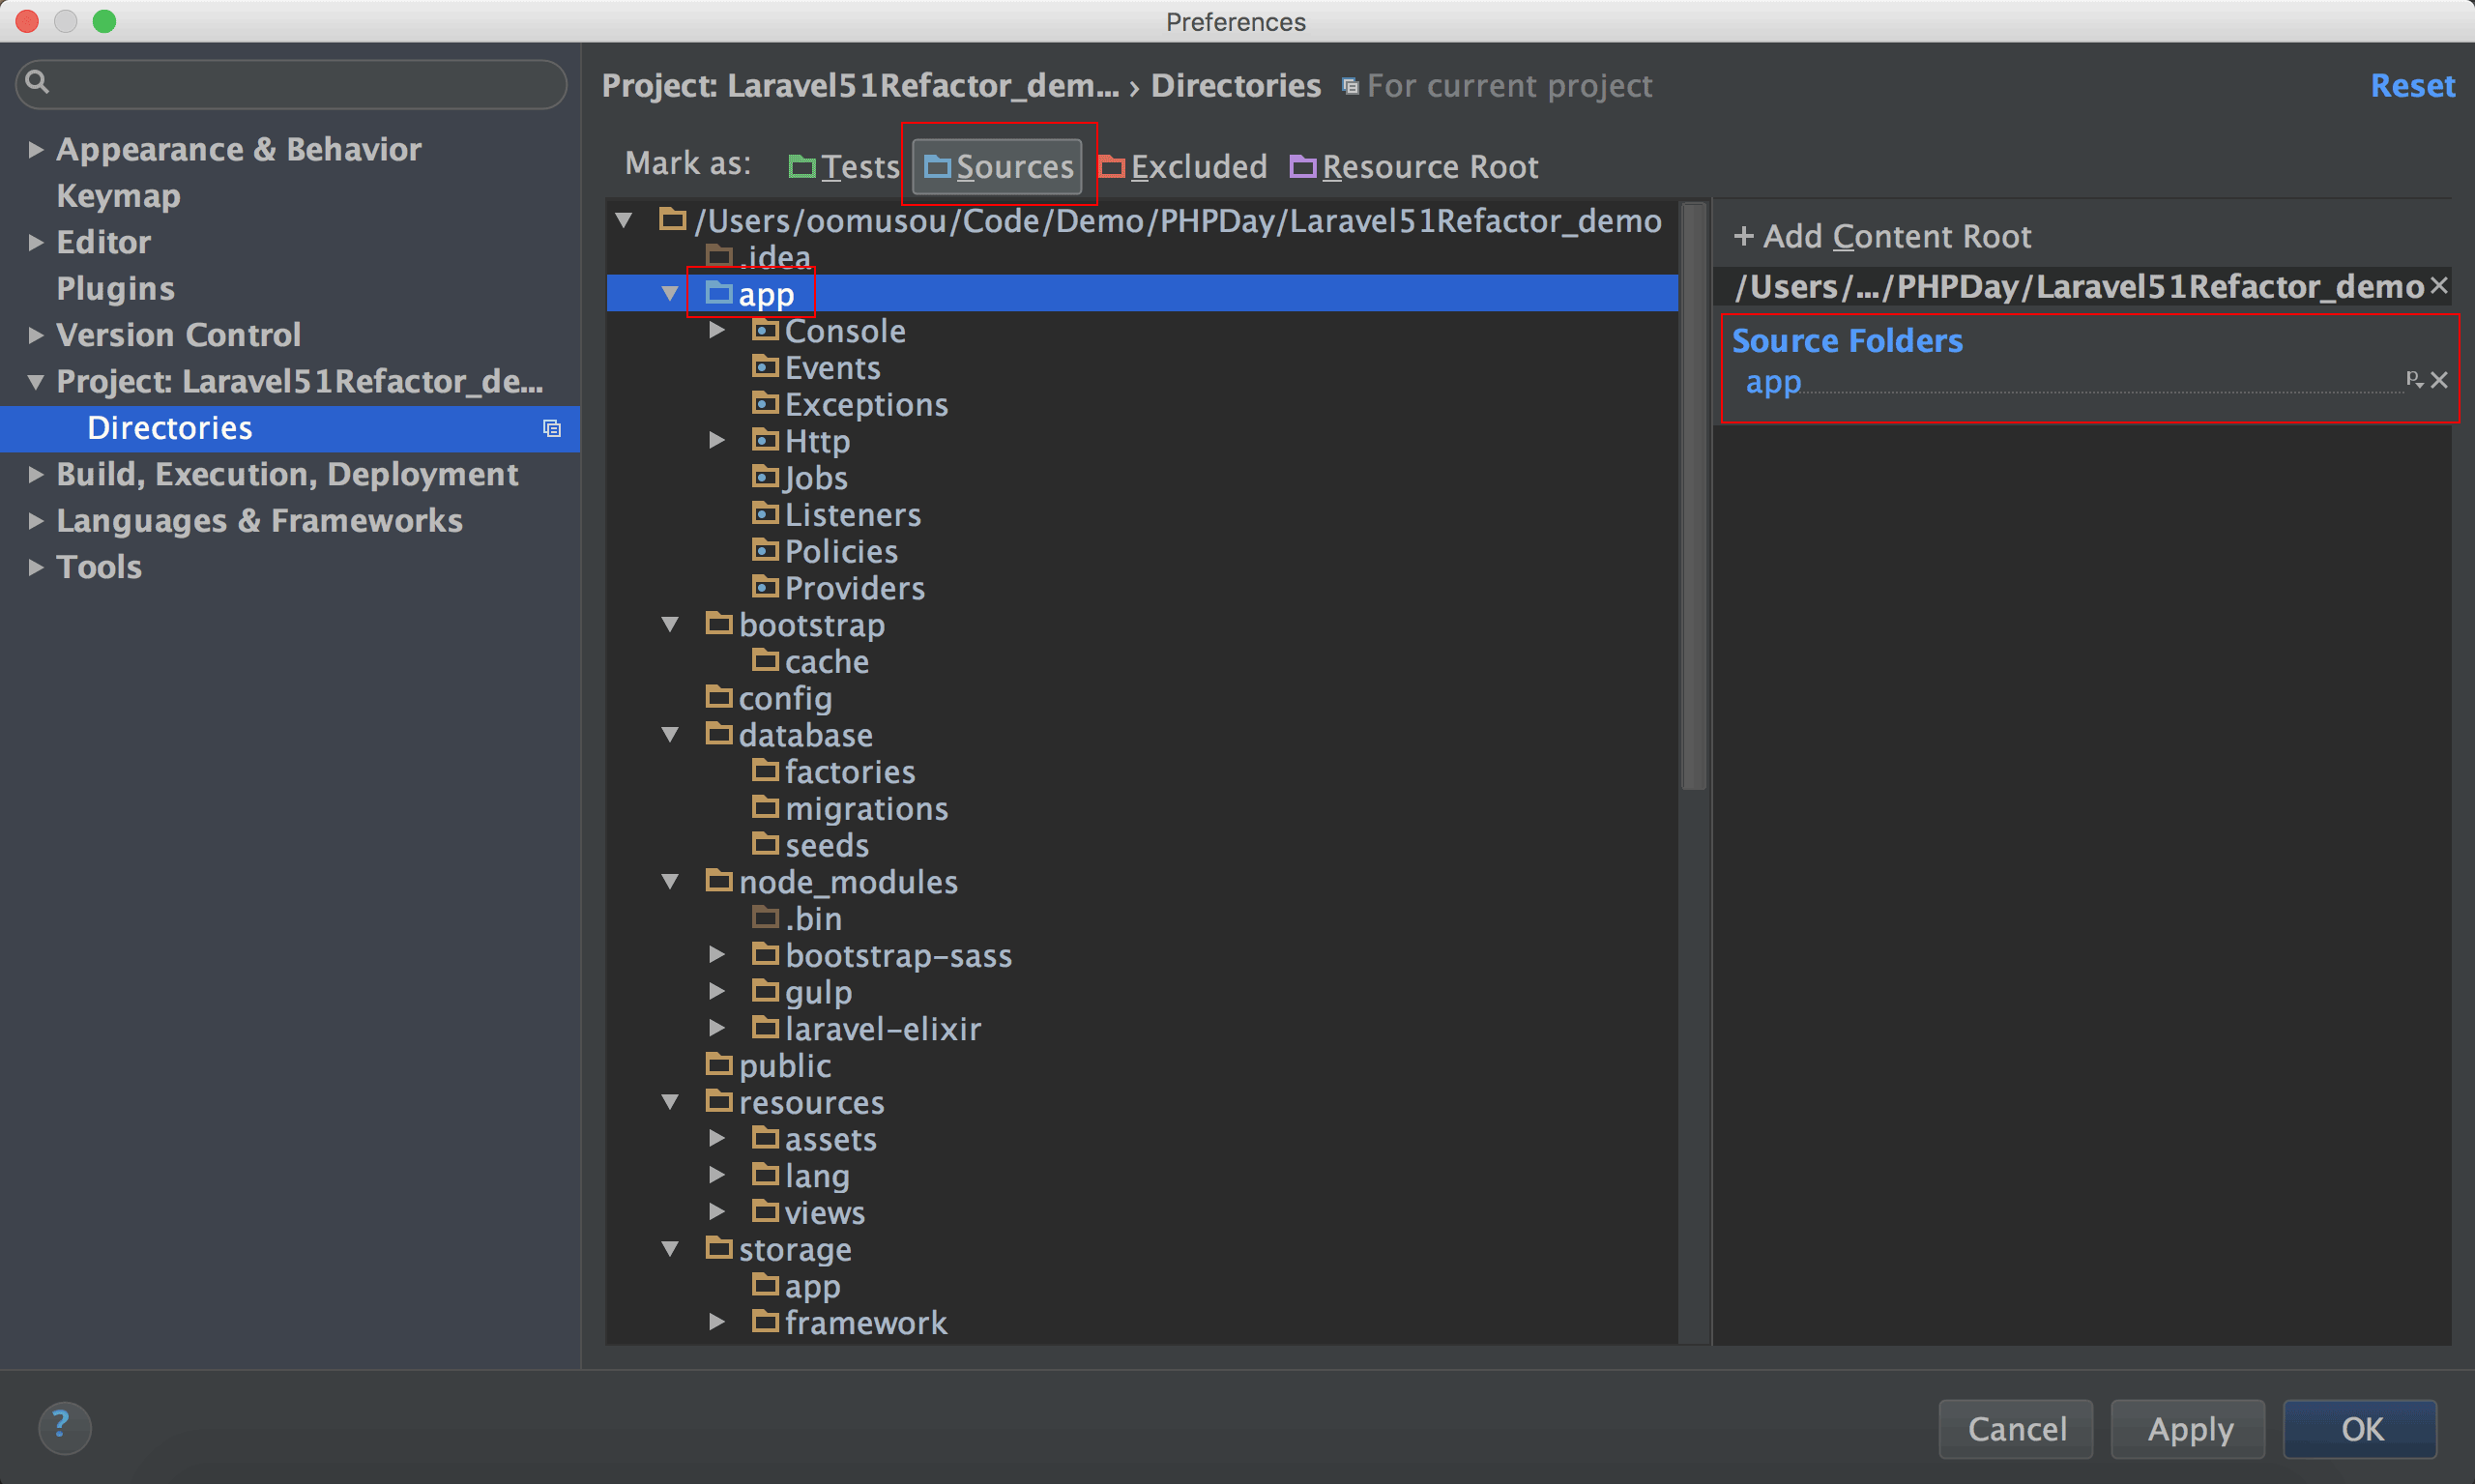 Preferences
Project: Laravel51Refactor_dem... › Directories For current project Reset
Appearance & Behavior
Keymap
Editor
Plugins
Version Control
Project: Laravel51Refactor_de...
Directories
Build, Execution, Deployment
Languages & Frameworks
Tools
Mark as: Tests Sources Excluded Resource Root
/Users/oomusou/Code/Demo/PHPDay/Laravel51Refactor_demo
.idea
app
Console
Events
Exceptions
Http
Jobs
Listeners
Policies
Providers
bootstrap
cache
config
database
factories
migrations
seeds
node_modules
.bin
bootstrap-sass
gulp
laravel-elixir
public
resources
assets
lang
views
storage
app
framework
+ Add Content Root
/Users/.../PHPDay/Laravel51Refactor_demo
Source Folders
app
p
?
Cancel Apply OK